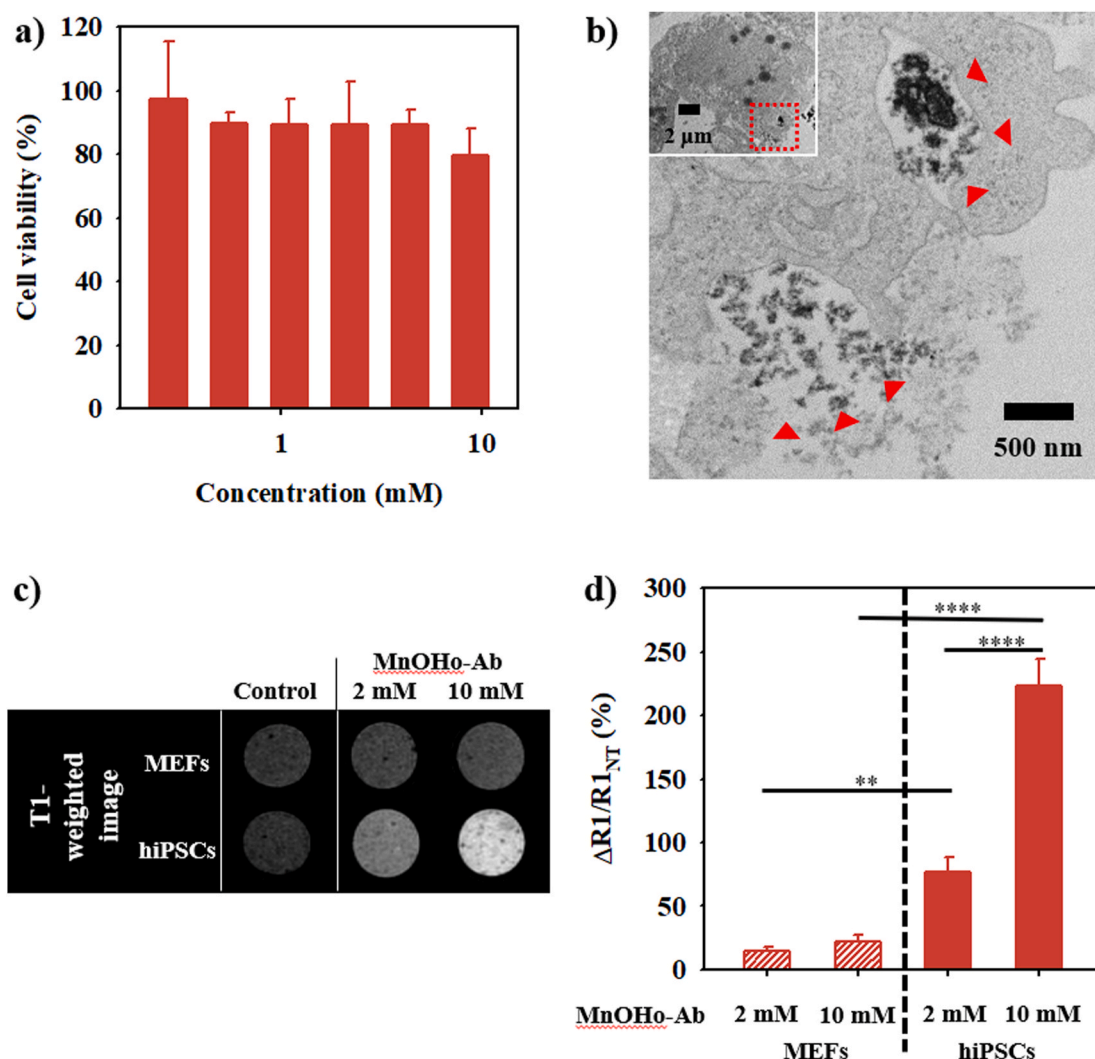 a)
120
100
80
60
40
20
0
Cell viability (%)
1
10
Concentration (mM)
b)
2 µm
500 nm
c)
MnOHo-Ab
Control
2 mM
10 mM
T1-
weighted
image
MEFs
hiPSCs
d)
300
250
200
150
100
50
0
ΔR1/R1NT (%)
****
****
**
MnOHo-Ab
2 mM
10 mM
2 mM
10 mM
MEFs
hiPSCs